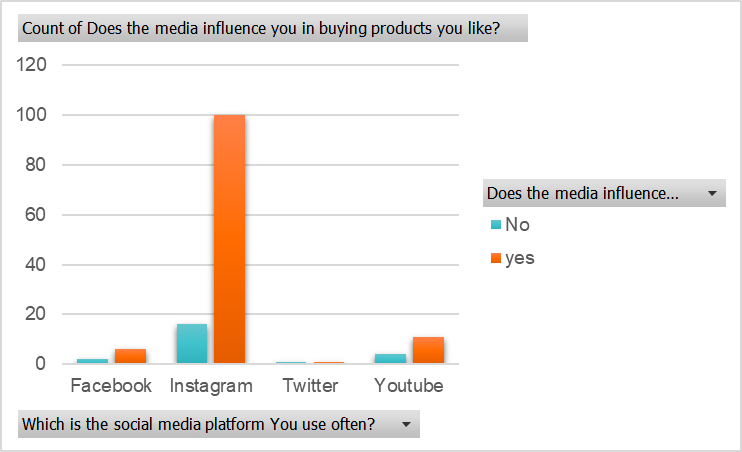 Count of Does the media influence you in buying products you like?
120
100
80
60
40
20
0
Facebook Instagram Twitter Youtube
Does the media influence...
No
yes
Which is the social media platform You use often?